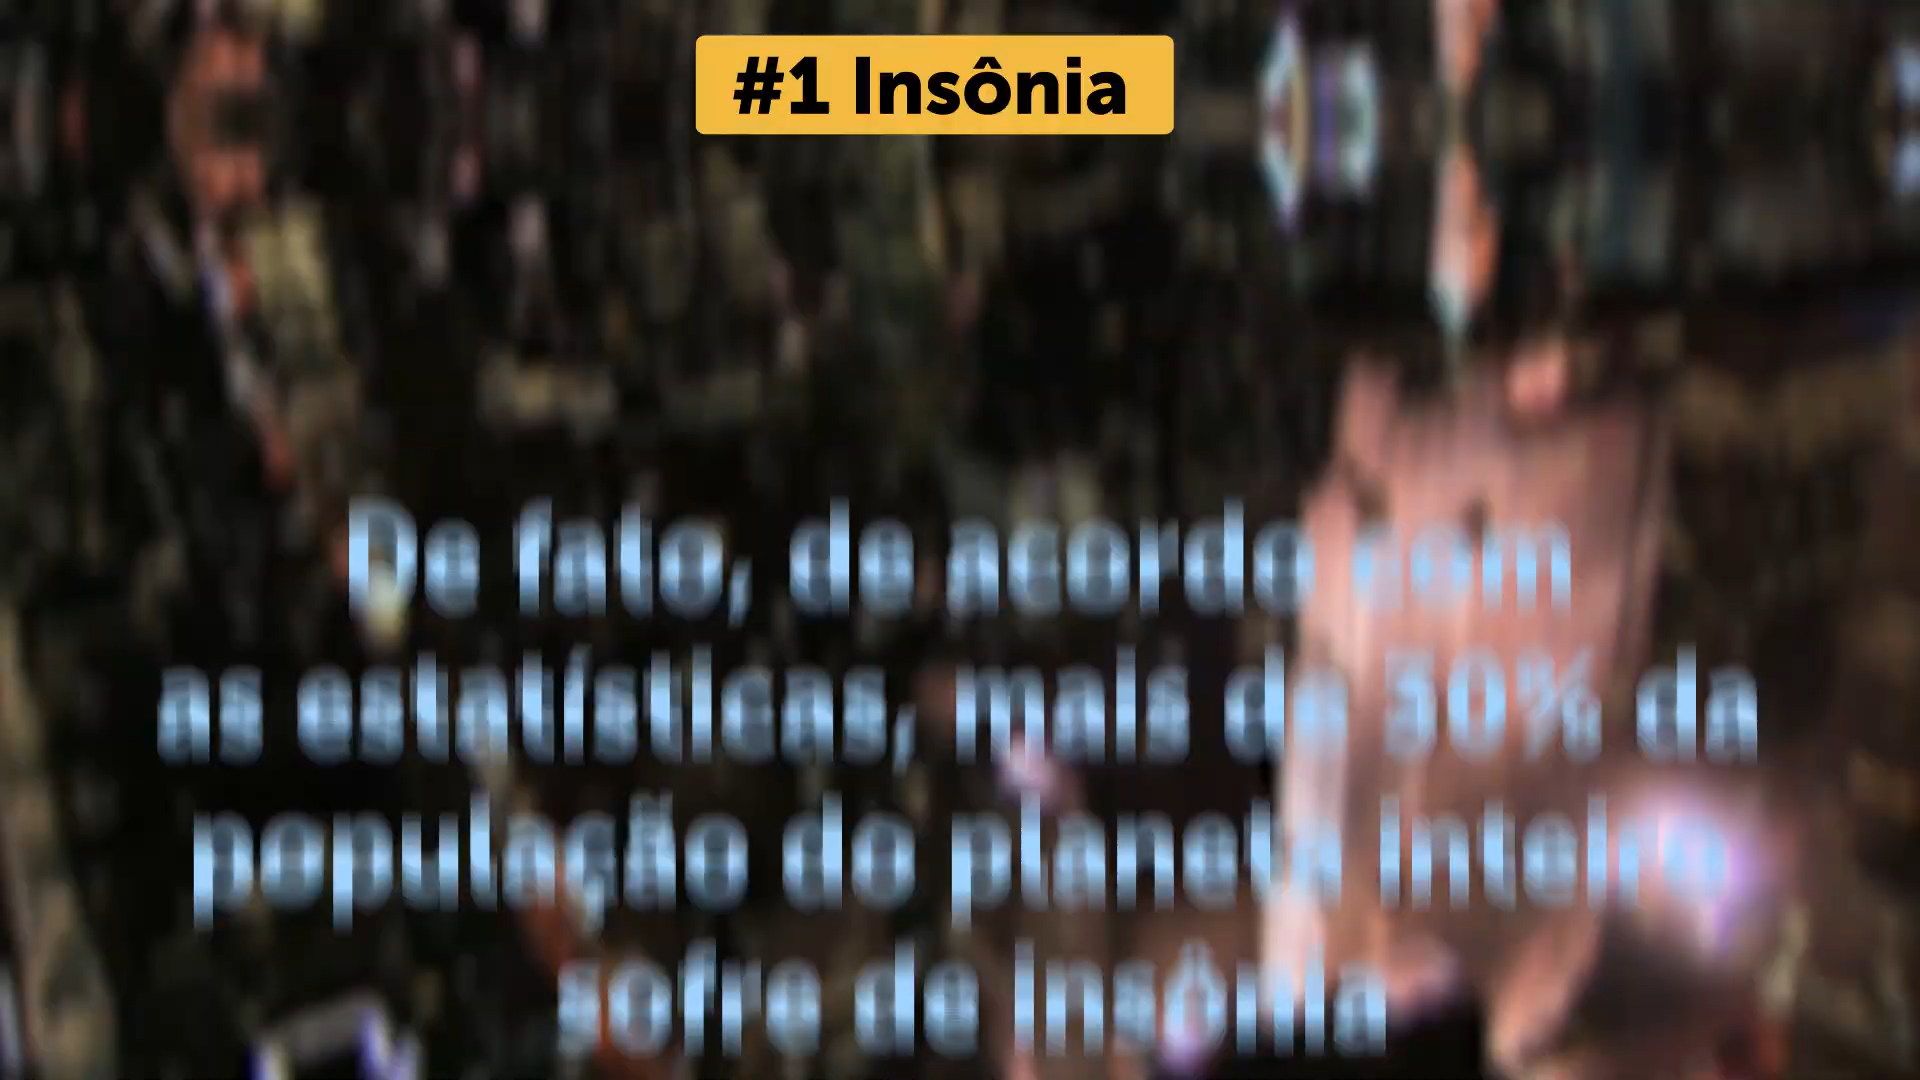 #1 Insônia
De fato, de acordo com
as estatísticas, mais de 30% da
população do planeta inteiro
sofre de insônia